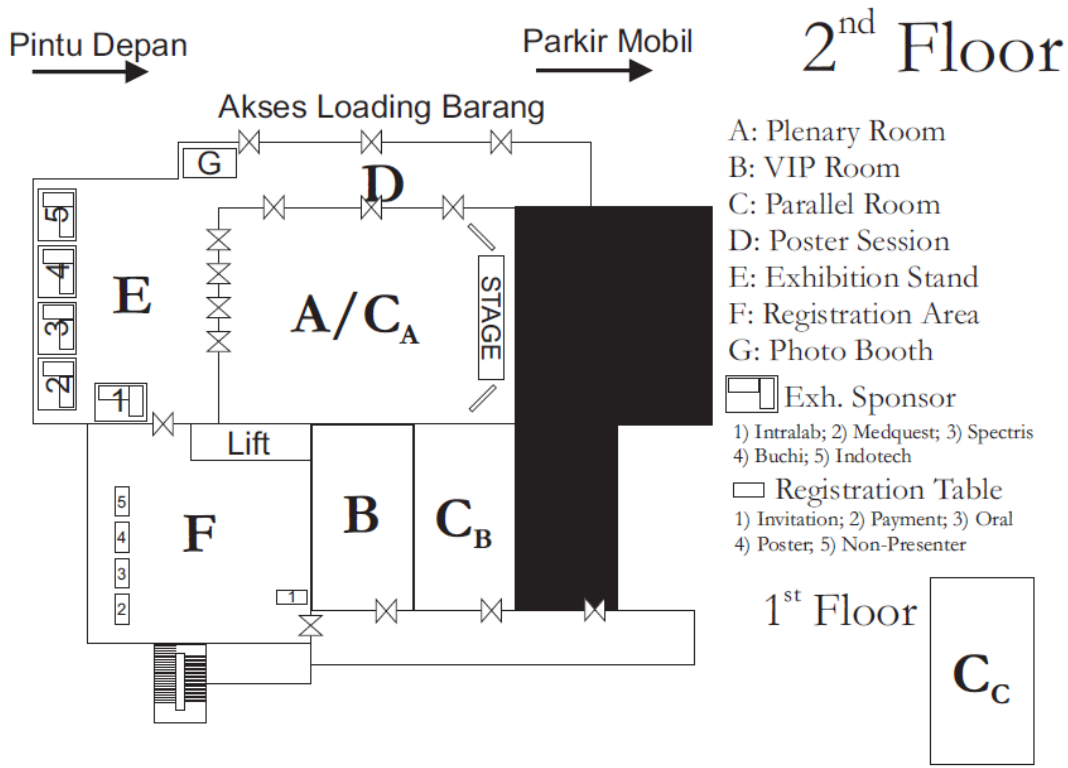 Pintu Depan
Parkir Mobil
2nd Floor
Akses Loading Barang
A: Plenary Room
B: VIP Room
C: Parallel Room
D: Poster Session
E: Exhibition Stand
F: Registration Area
G: Photo Booth
Exh. Sponsor
1) Intralab; 2) Medquest; 3) Spectris
4) Buchi; 5) Indotech
Registration Table
1) Invitation; 2) Payment; 3) Oral
4) Poster; 5) Non-Presenter
1st Floor
CC
G
D
5
4
3
2
1
E
A/CA
STAGE
Lift
5
4
3
2
F
1
B
CB